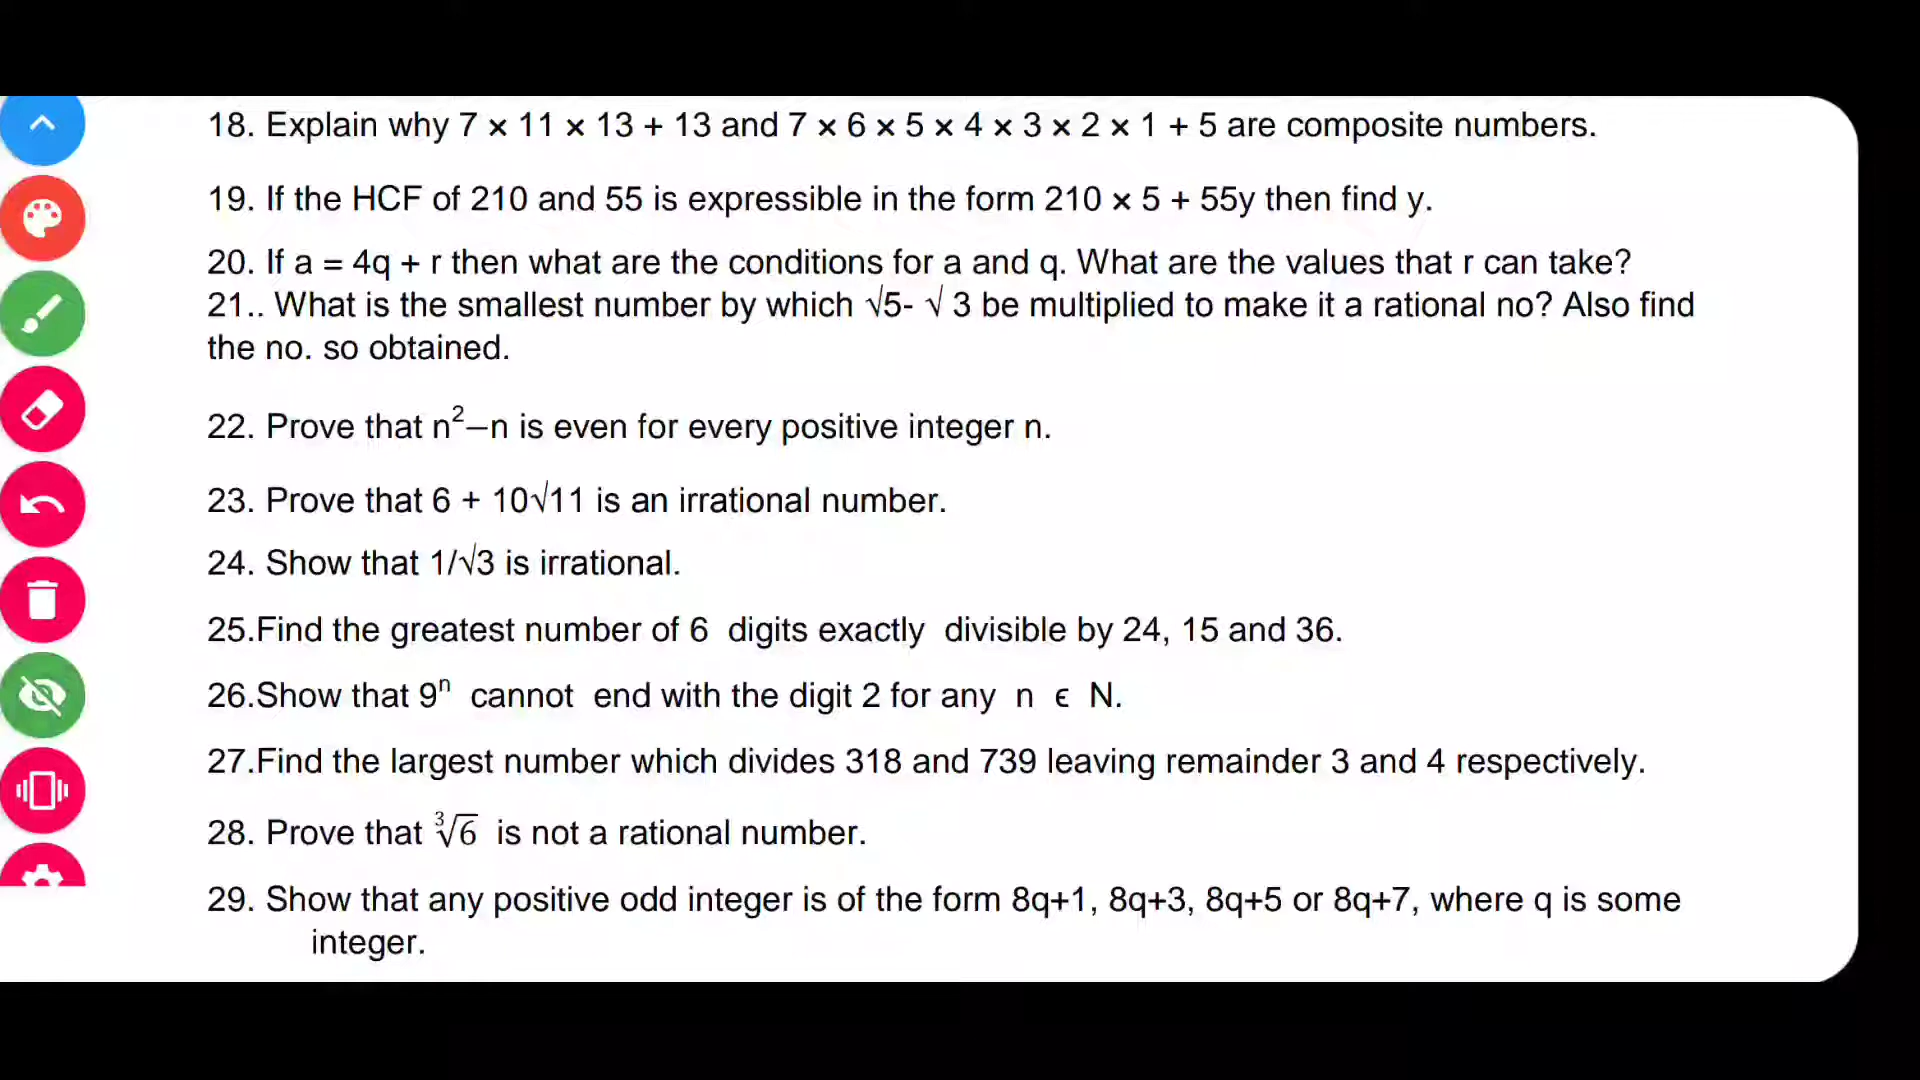 18. Explain why 7 × 11 × 13 + 13 and 7 × 6 × 5 × 4 × 3 × 2 × 1 + 5 are composite numbers.
19. If the HCF of 210 and 55 is expressible in the form 210 × 5 + 55y then find y.
20. If a = 4q + r then what are the conditions for a and q. What are the values that r can take?
21.. What is the smallest number by which √5- √ 3 be multiplied to make it a rational no? Also find
the no. so obtained.
22. Prove that n²–n is even for every positive integer n.
23. Prove that 6 + 10√11 is an irrational number.
24. Show that 1/√3 is irrational.
25.Find the greatest number of 6 digits exactly divisible by 24, 15 and 36.
26.Show that 9ⁿ cannot end with the digit 2 for any n ϵ N.
27.Find the largest number which divides 318 and 739 leaving remainder 3 and 4 respectively.
28. Prove that ∛6 is not a rational number.
29. Show that any positive odd integer is of the form 8q+1, 8q+3, 8q+5 or 8q+7, where q is some
integer.